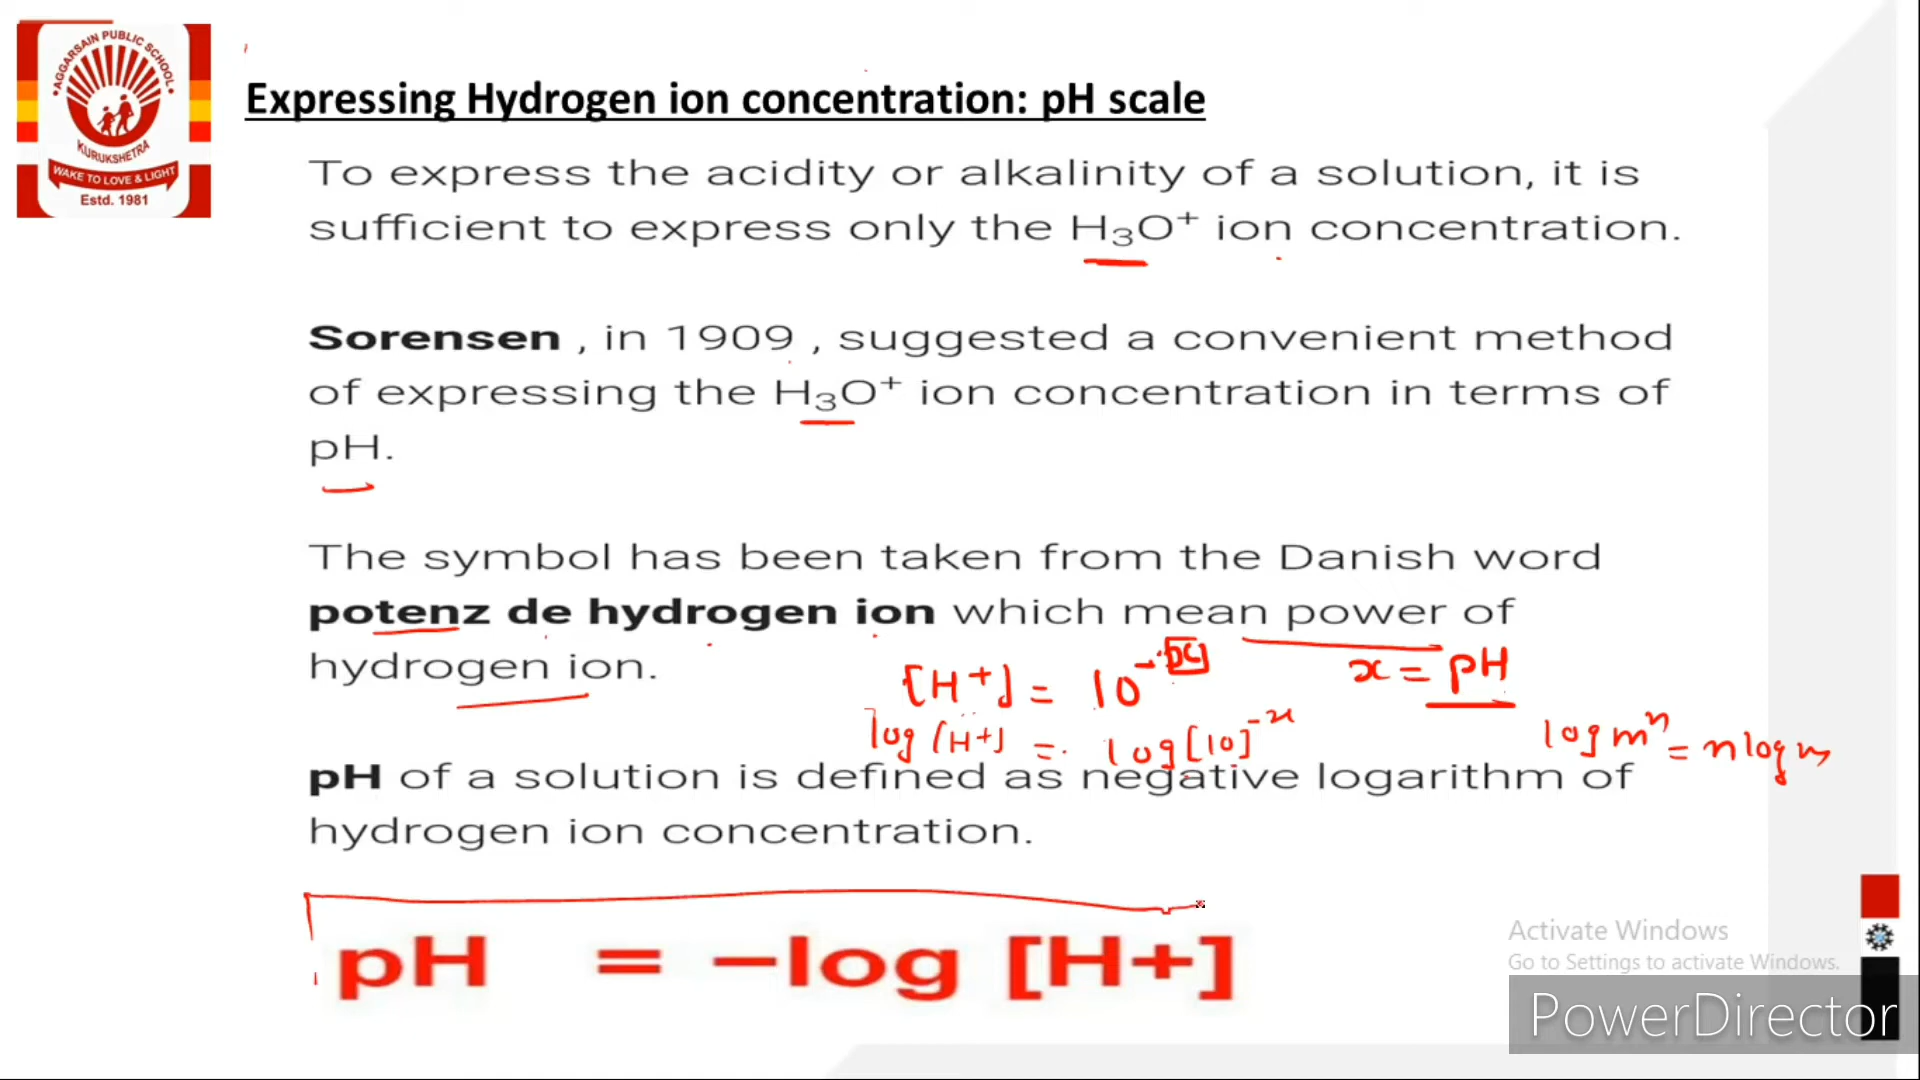 AGGARSAIN PUBLIC SCHOOL
KURUKSHETRA
WAKE TO LOVE & LIGHT
Estd. 1981
Expressing Hydrogen ion concentration: pH scale
To express the acidity or alkalinity of a solution, it is
sufficient to express only the H₃O⁺ ion concentration.
Sorensen , in 1909 , suggested a convenient method
of expressing the H₃O⁺ ion concentration in terms of
pH.
The symbol has been taken from the Danish word
potenz de hydrogen ion which mean power of
hydrogen ion.
[H+] = 10^-x
x = pH
log [H+] = log [10]^-x
log m^n = n log m
pH of a solution is defined as negative logarithm of
hydrogen ion concentration.
pH = –log [H+]
Activate Windows
Go to Settings to activate Windows.
PowerDirector